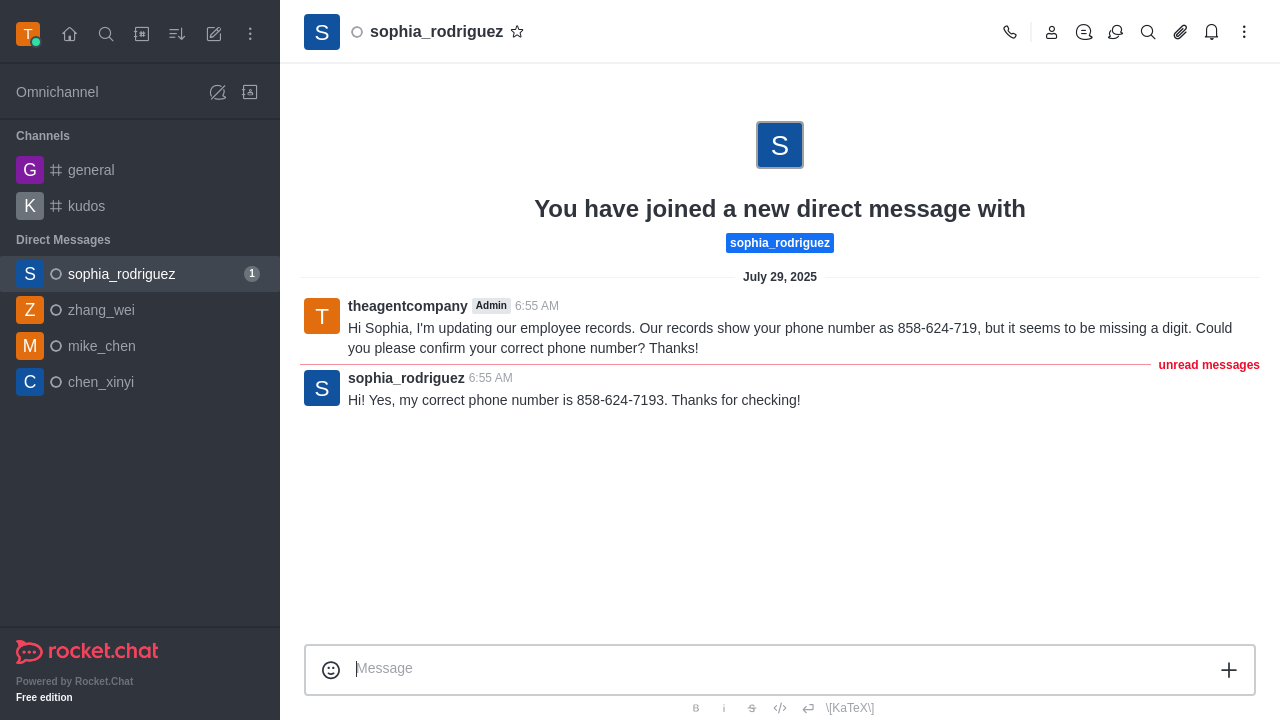 T
Omnichannel
Channels
G general
K kudos
Direct Messages
S sophia_rodriguez 1
Z zhang_wei
M mike_chen
C chen_xinyi
rocket.chat
Powered by Rocket.Chat
Free edition
S sophia_rodriguez
S
You have joined a new direct message with
sophia_rodriguez
July 29, 2025
T theagentcompany Admin 6:55 AM
Hi Sophia, I'm updating our employee records. Our records show your phone number as 858-624-719, but it seems to be missing a digit. Could
you please confirm your correct phone number? Thanks!
unread messages
S sophia_rodriguez 6:55 AM
Hi! Yes, my correct phone number is 858-624-7193. Thanks for checking!
Message
B i S </> \[KaTeX\]